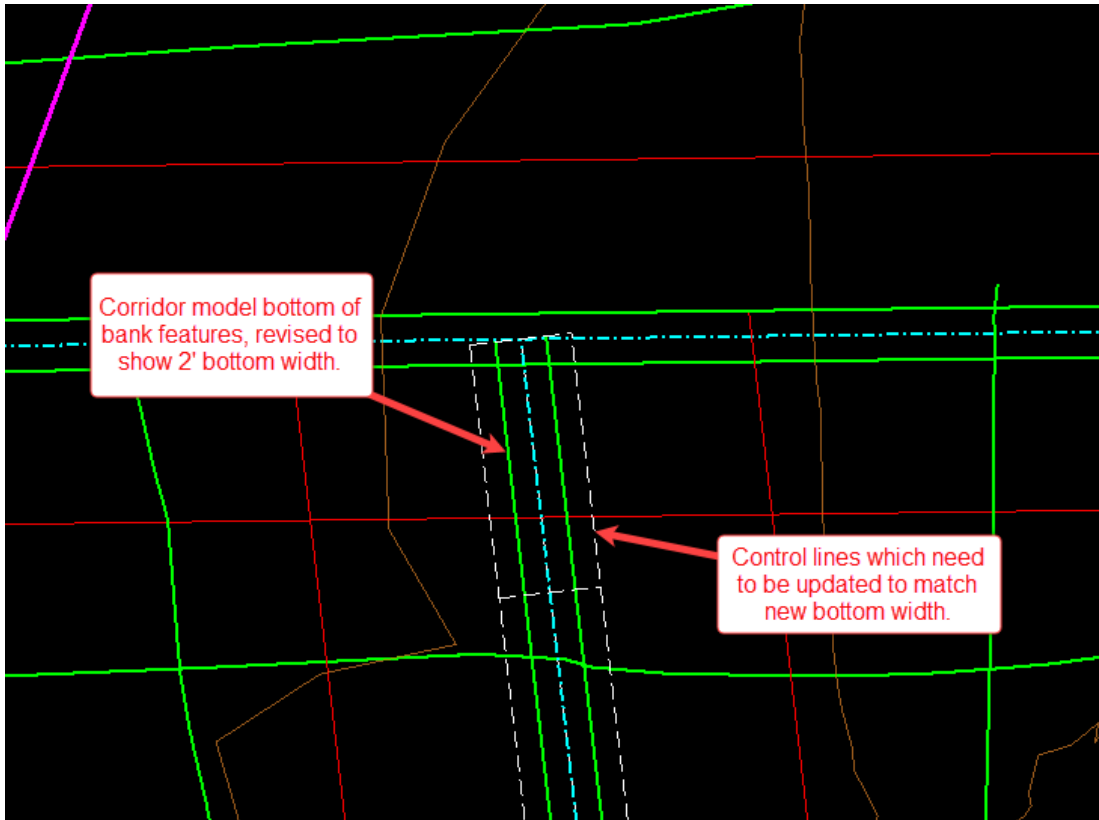 Corridor model bottom of
bank features, revised to
show 2' bottom width.
Control lines which need
to be updated to match
new bottom width.